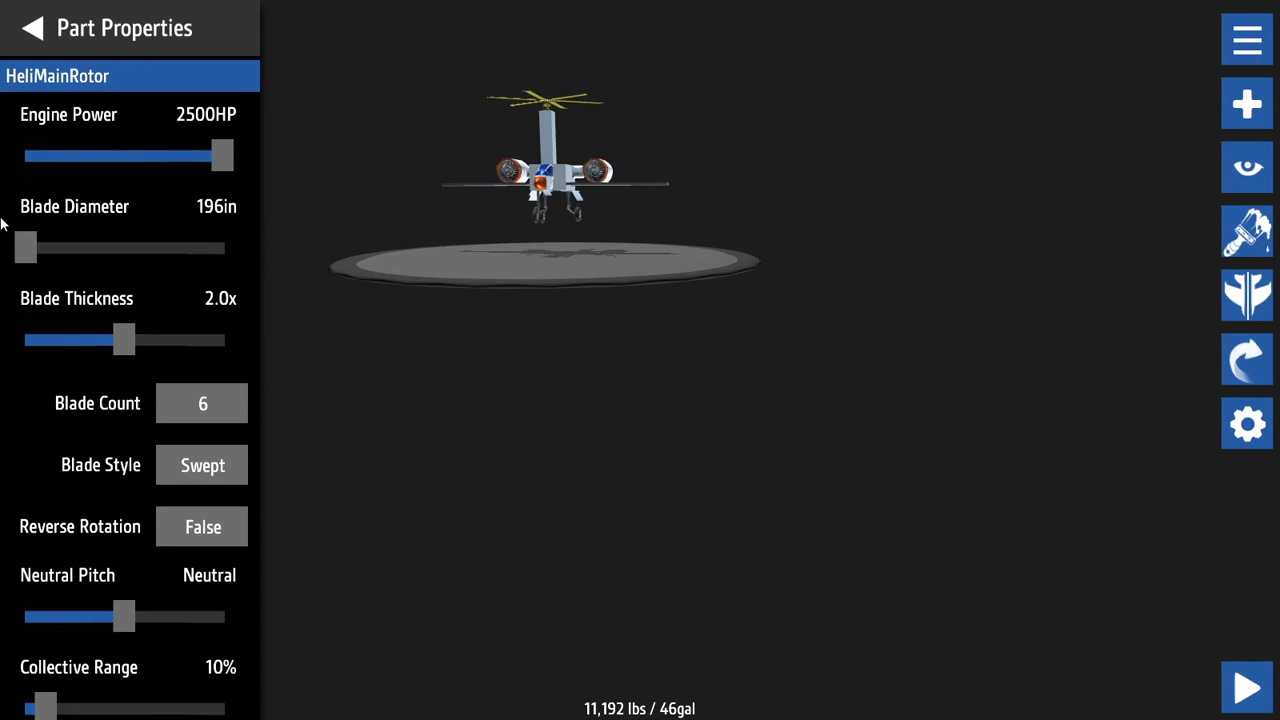 Part Properties
HeliMainRotor
Engine Power 2500HP
Blade Diameter 196in
Blade Thickness 2.0x
Blade Count 6
Blade Style Swept
Reverse Rotation False
Neutral Pitch Neutral
Collective Range 10%
11,192 lbs / 46gal